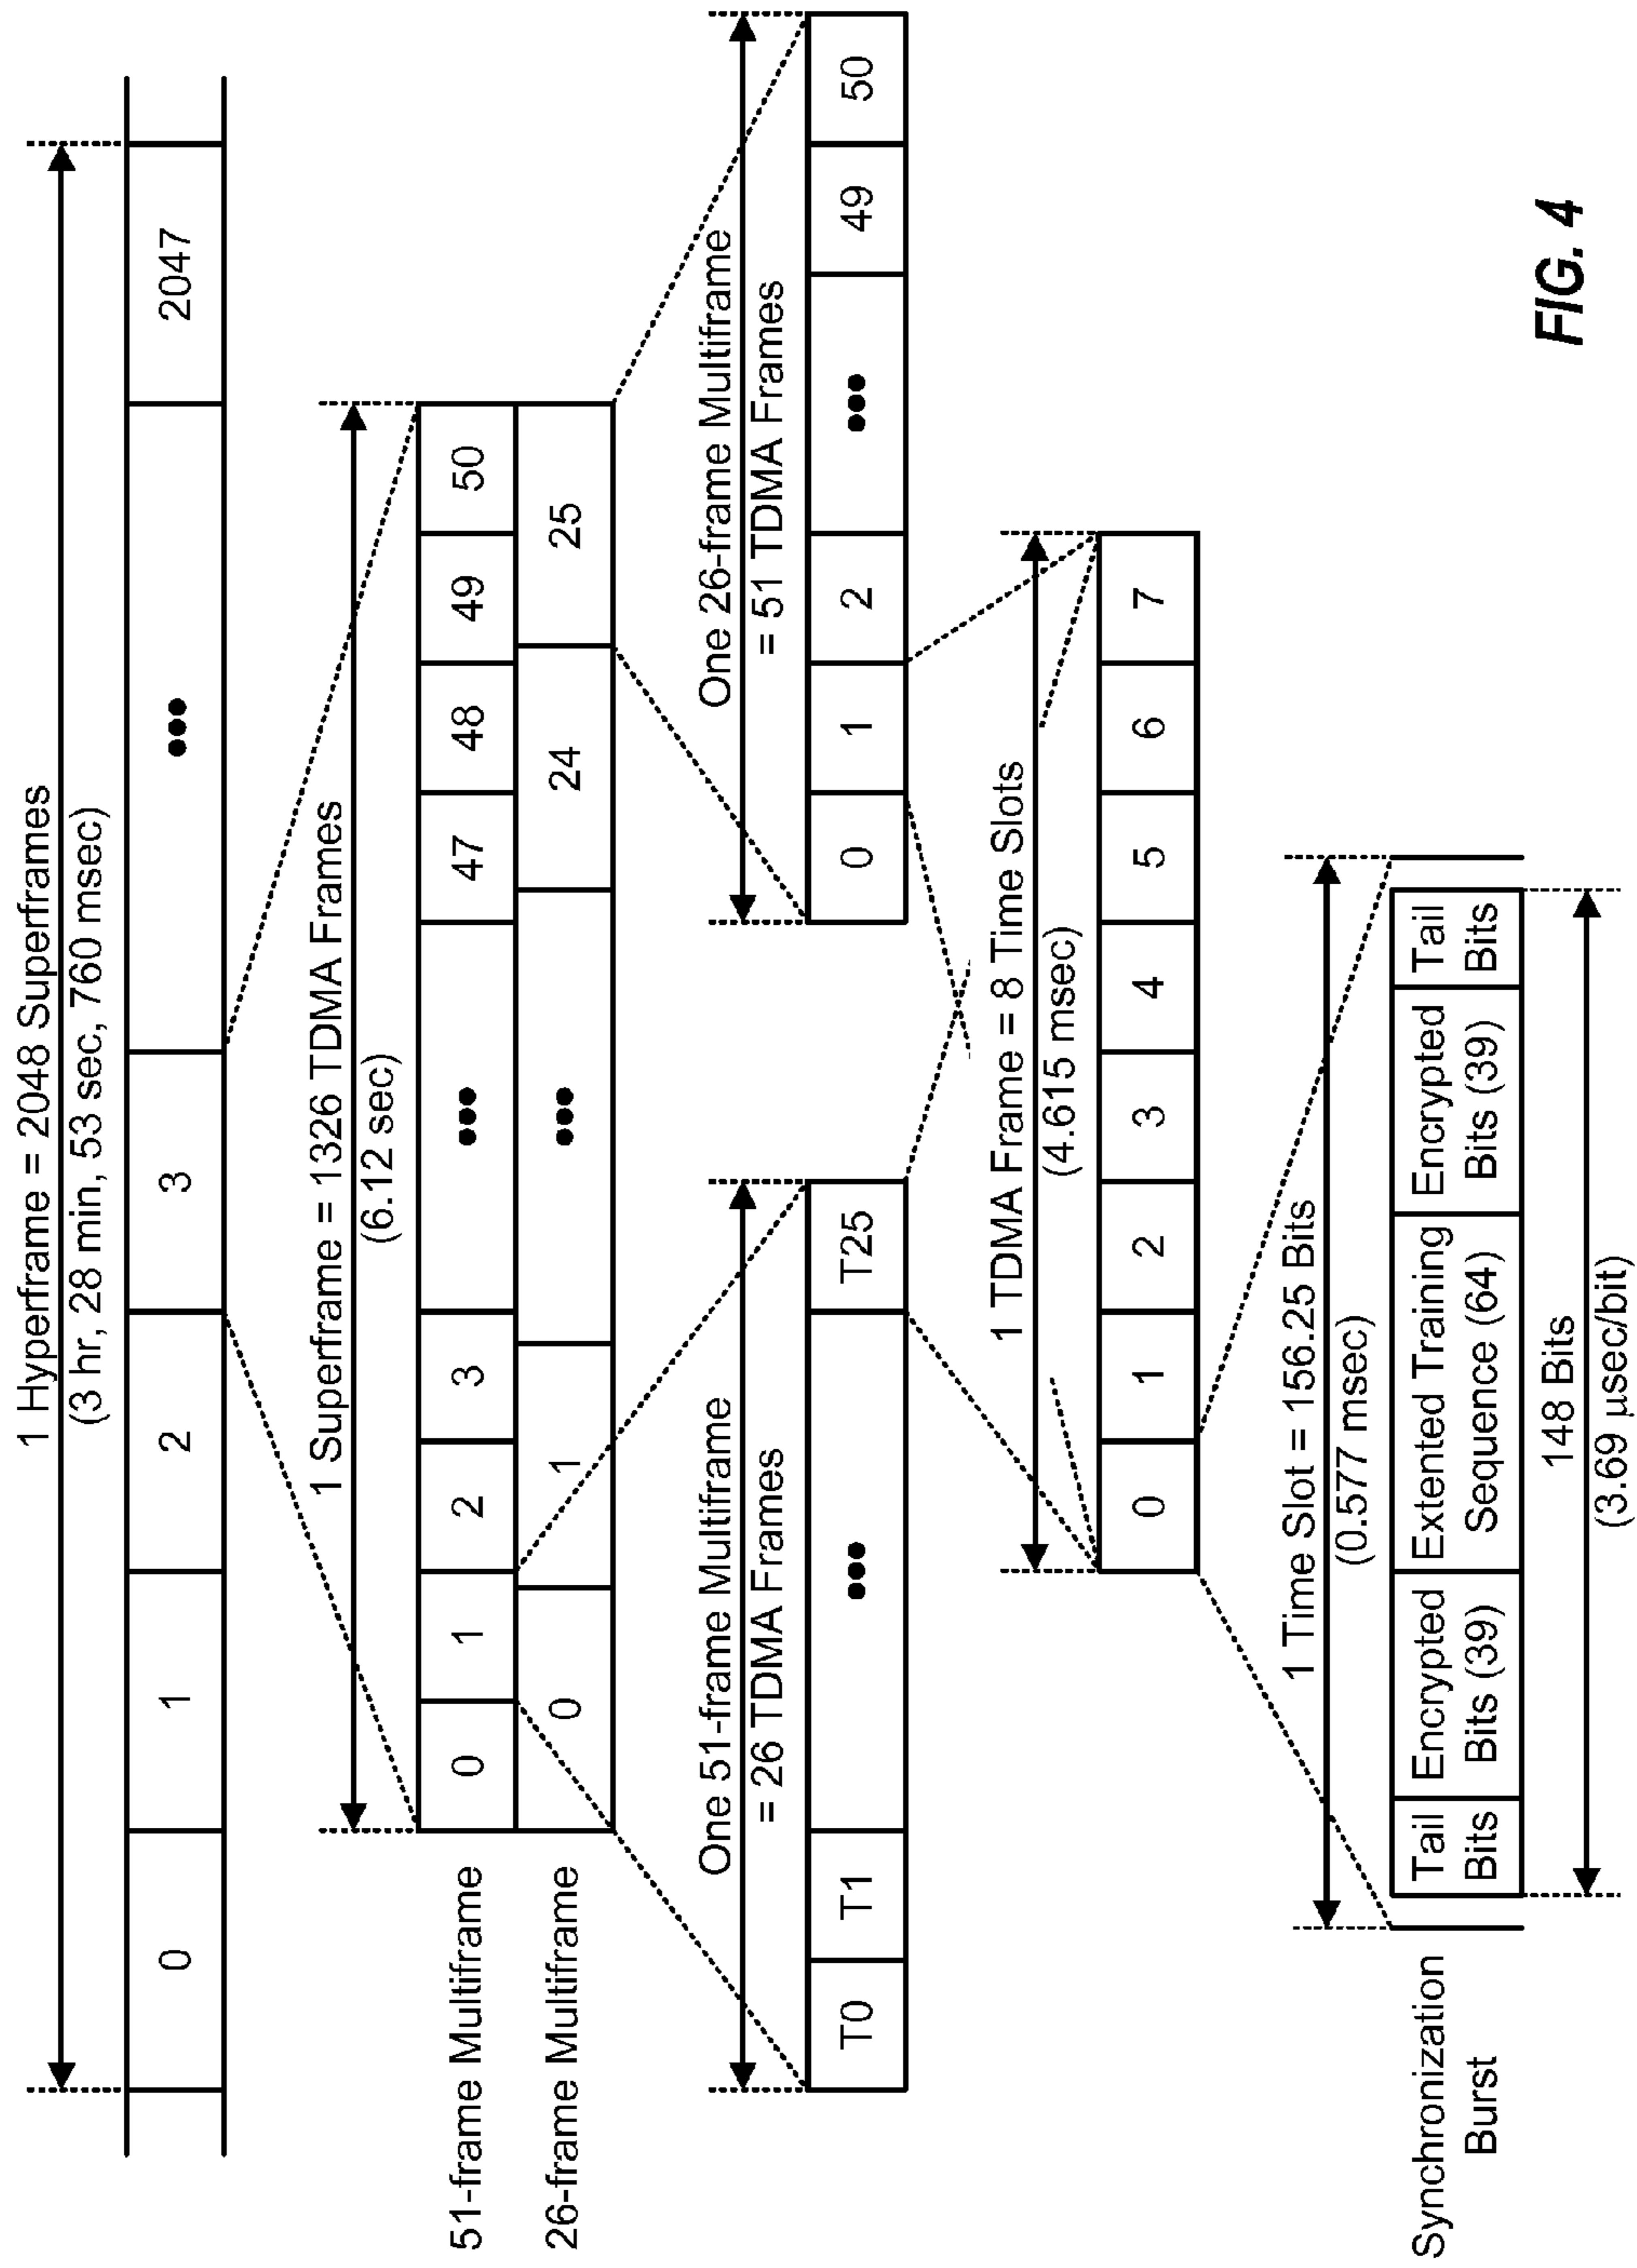 1 Hyperframe = 2048 Superframes
(3 hr, 28 min, 53 sec, 760 msec)
0 1 2 3 ••• 2047
1 Superframe = 1326 TDMA Frames
(6.12 sec)
51-frame Multiframe 0 1 2 3 ••• 47 48 49 50
26-frame Multiframe 0 1 ••• 24 25
One 51-frame Multiframe
= 26 TDMA Frames
T0 T1 ••• T25
One 26-frame Multiframe
= 51 TDMA Frames
0 1 2 ••• 49 50
1 TDMA Frame = 8 Time Slots
(4.615 msec)
0 1 2 3 4 5 6 7
1 Time Slot = 156.25 Bits
(0.577 msec)
Synchronization
Burst
Tail
Bits
Encrypted
Bits (39)
Extented Training
Sequence (64)
Encrypted
Bits (39)
Tail
Bits
148 Bits
(3.69 μsec/bit)
FIG. 4